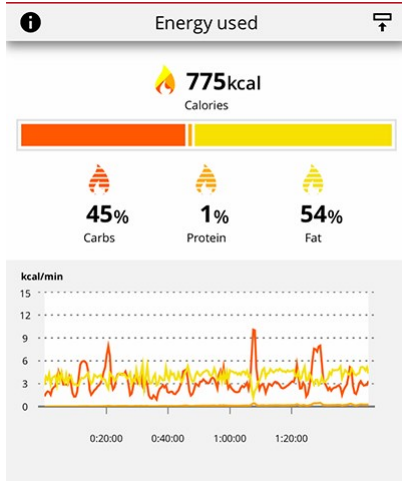 Energy used
775kcal
Calories
45% 1% 54%
Carbs Protein Fat
kcal/min
15
12
9
6
3
0
0:20:00 0:40:00 1:00:00 1:20:00